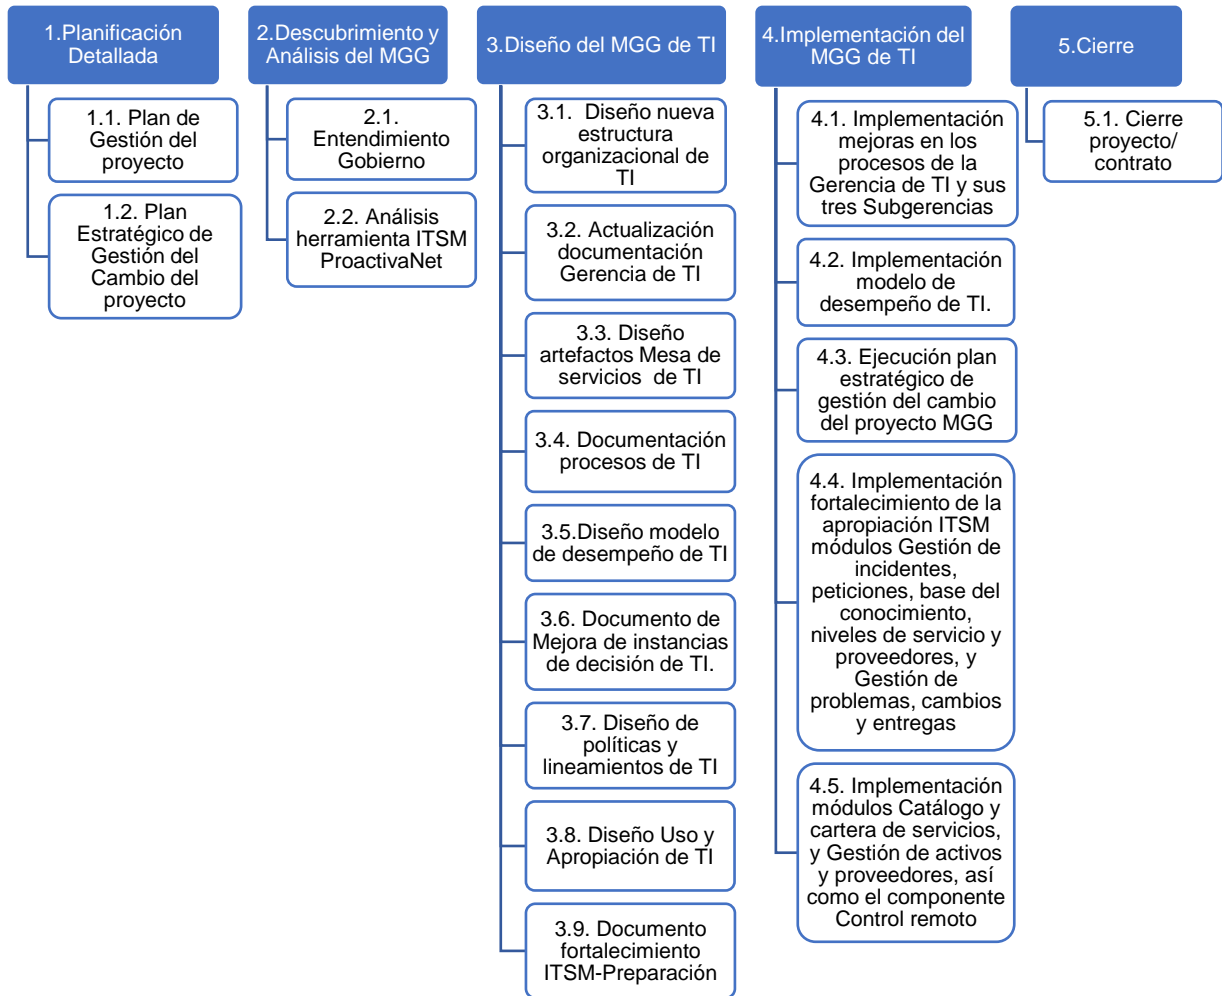 1.Planificación
Detallada
1.1. Plan de
Gestión del
proyecto
1.2. Plan
Estratégico de
Gestión del
Cambio del
proyecto
2.Descubrimiento y
Análisis del MGG
2.1.
Entendimiento
Gobierno
2.2. Análisis
herramienta ITSM
ProactivaNet
3.Diseño del MGG de TI
3.1. Diseño nueva
estructura
organizacional de
TI
3.2. Actualización
documentación
Gerencia de TI
3.3. Diseño
artefactos Mesa de
servicios de TI
3.4. Documentación
procesos de TI
3.5.Diseño modelo
de desempeño de TI
3.6. Documento de
Mejora de instancias
de decisión de TI.
3.7. Diseño de
políticas y
lineamientos de TI
3.8. Diseño Uso y
Apropiación de TI
3.9. Documento
fortalecimiento
ITSM-Preparación
4.Implementación del
MGG de TI
4.1. Implementación
mejoras en los
procesos de la
Gerencia de TI y sus
tres Subgerencias
4.2. Implementación
modelo de
desempeño de TI.
4.3. Ejecución plan
estratégico de
gestión del cambio
del proyecto MGG
4.4. Implementación
fortalecimiento de la
apropiación ITSM
módulos Gestión de
incidentes,
peticiones, base del
conocimiento,
niveles de servicio y
proveedores, y
Gestión de
problemas, cambios
y entregas
4.5. Implementación
módulos Catálogo y
cartera de servicios,
y Gestión de activos
y proveedores, así
como el componente
Control remoto
5.Cierre
5.1. Cierre
proyecto/
contrato